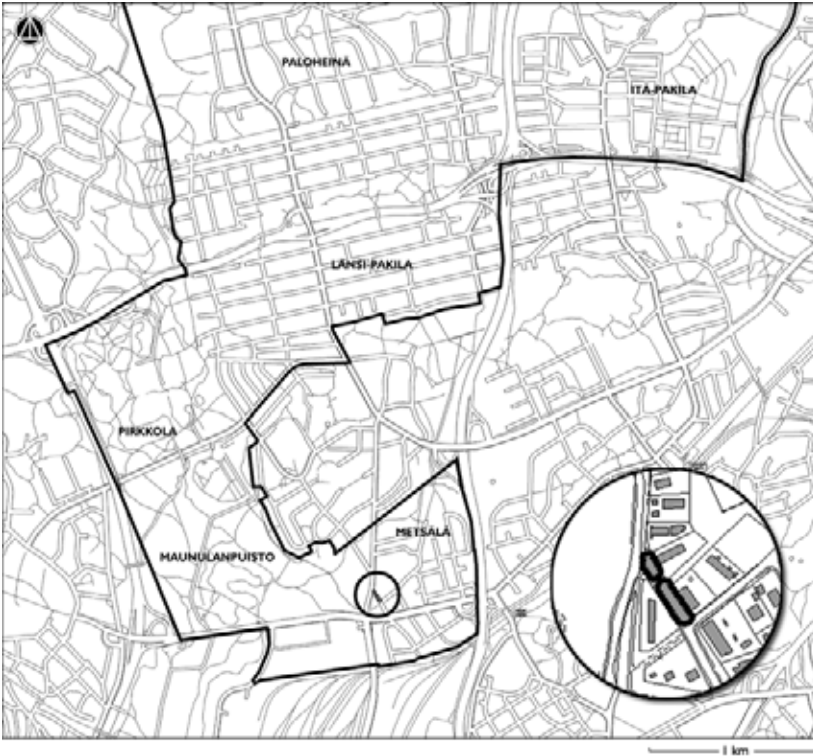 PALOHEINÄ
ITÄ-PAKILA
LÄNSI-PAKILA
PIRKKOLA
METSÄLÄ
MAUNULANPUISTO
1 km